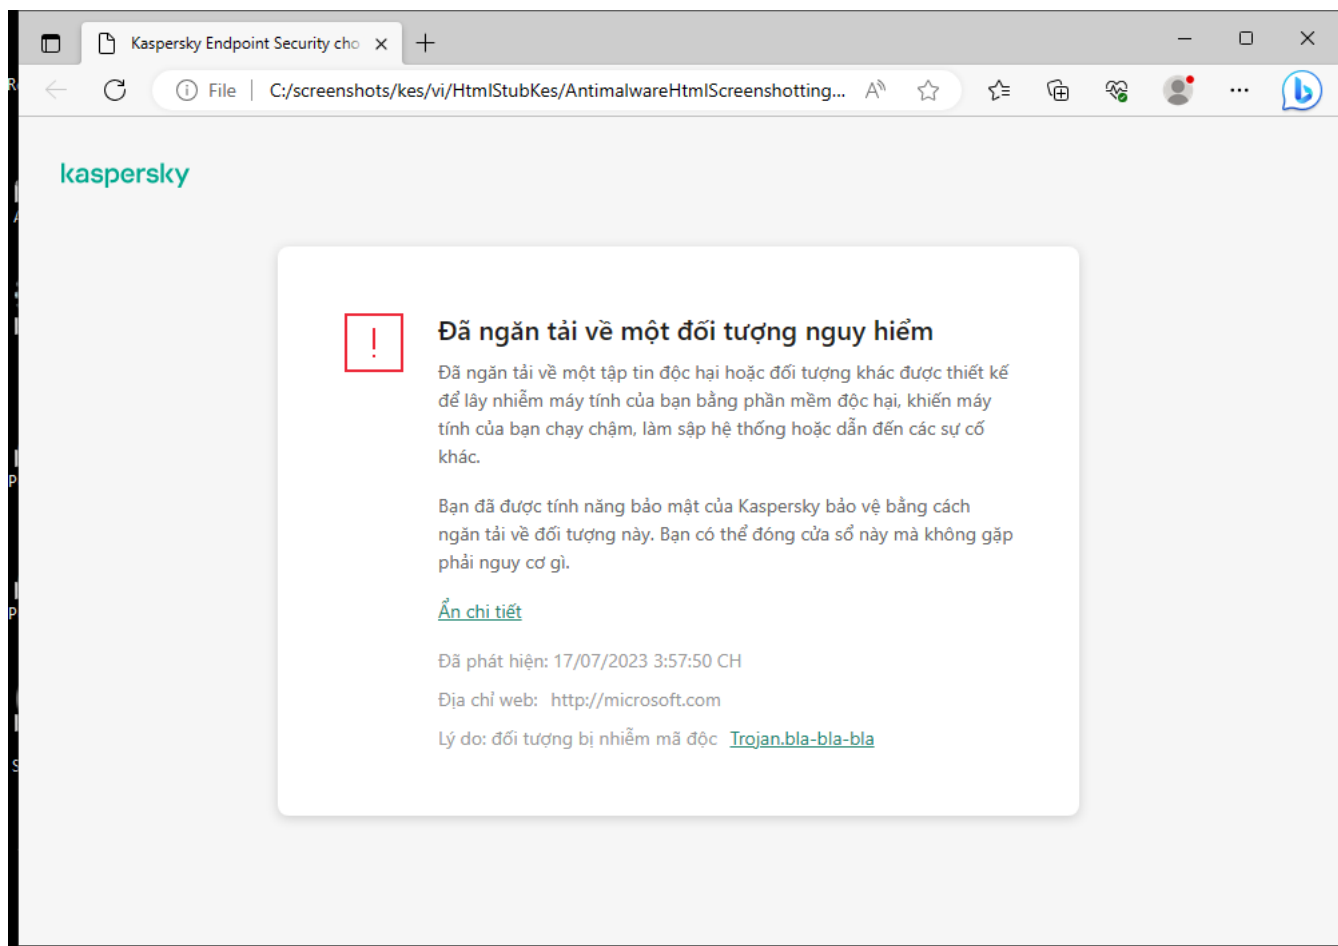 Kaspersky Endpoint Security cho
File
C:/screenshots/kes/vi/HtmlStubKes/AntimalwareHtmlScreenshotting...
kaspersky
Đã ngăn tải về một đối tượng nguy hiểm
Đã ngăn tải về một tập tin độc hại hoặc đối tượng khác được thiết kế
để lây nhiễm máy tính của bạn bằng phần mềm độc hại, khiến máy
tính của bạn chạy chậm, làm sập hệ thống hoặc dẫn đến các sự cố
khác.
Bạn đã được tính năng bảo mật của Kaspersky bảo vệ bằng cách
ngăn tải về đối tượng này. Bạn có thể đóng cửa sổ này mà không gặp
phải nguy cơ gì.
Ẩn chi tiết
Đã phát hiện: 17/07/2023 3:57:50 CH
Địa chỉ web: http://microsoft.com
Lý do: đối tượng bị nhiễm mã độc Trojan.bla-bla-bla